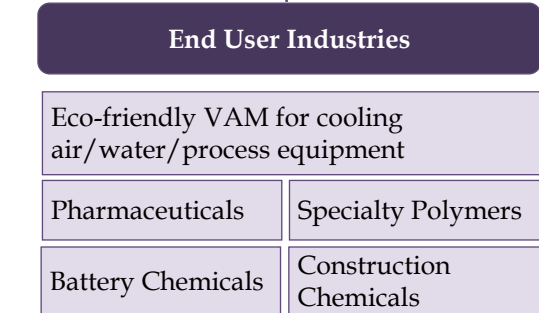 End User Industries
Eco-friendly VAM for cooling
air/water/process equipment
Pharmaceuticals
Specialty Polymers
Battery Chemicals
Construction
Chemicals